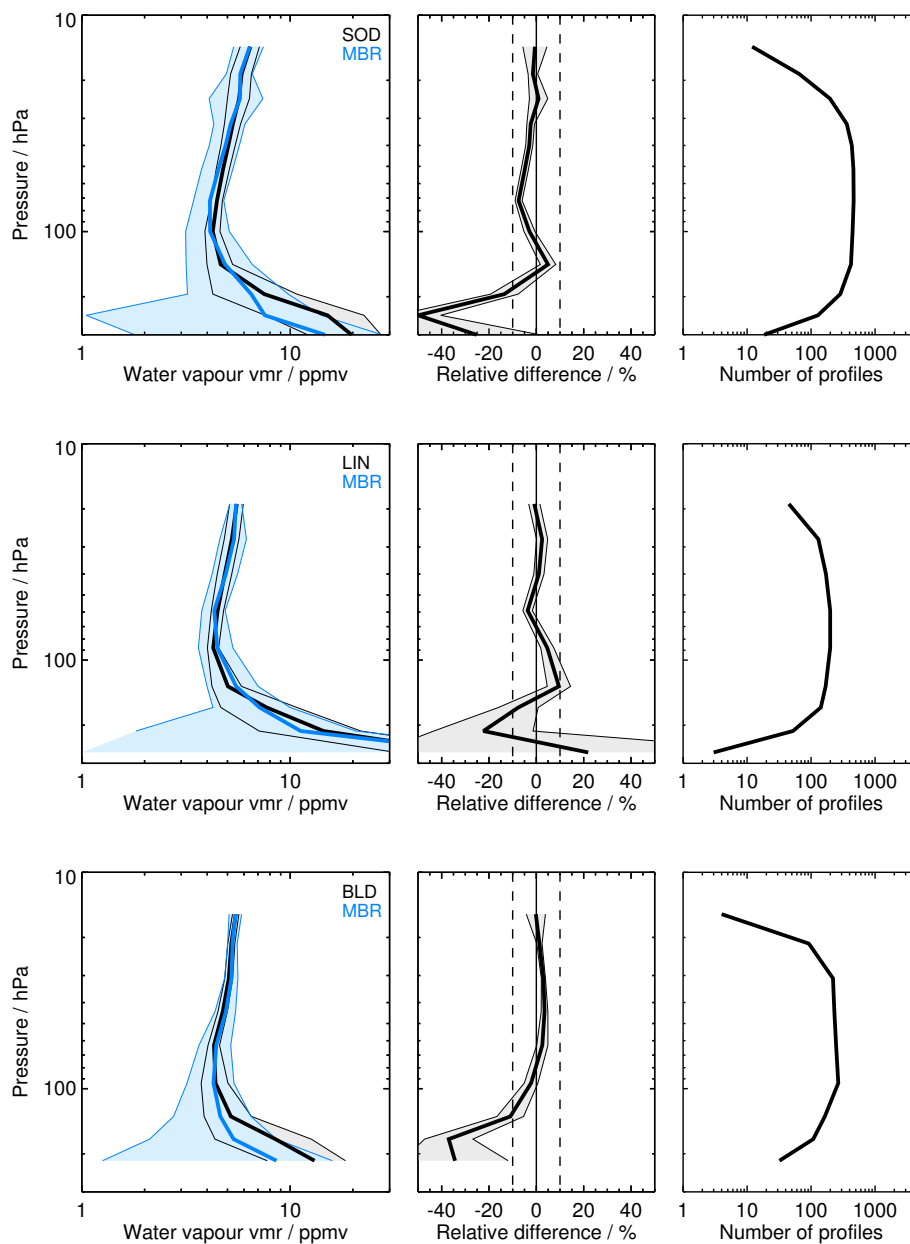 10
100
Pressure / hPa
SOD
MBR
1 10
Water vapour vmr / ppmv
-40 -20 0 20 40
Relative difference / %
1 10 100 1000
Number of profiles
10
100
Pressure / hPa
LIN
MBR
1 10
Water vapour vmr / ppmv
-40 -20 0 20 40
Relative difference / %
1 10 100 1000
Number of profiles
10
100
Pressure / hPa
BLD
MBR
1 10
Water vapour vmr / ppmv
-40 -20 0 20 40
Relative difference / %
1 10 100 1000
Number of profiles